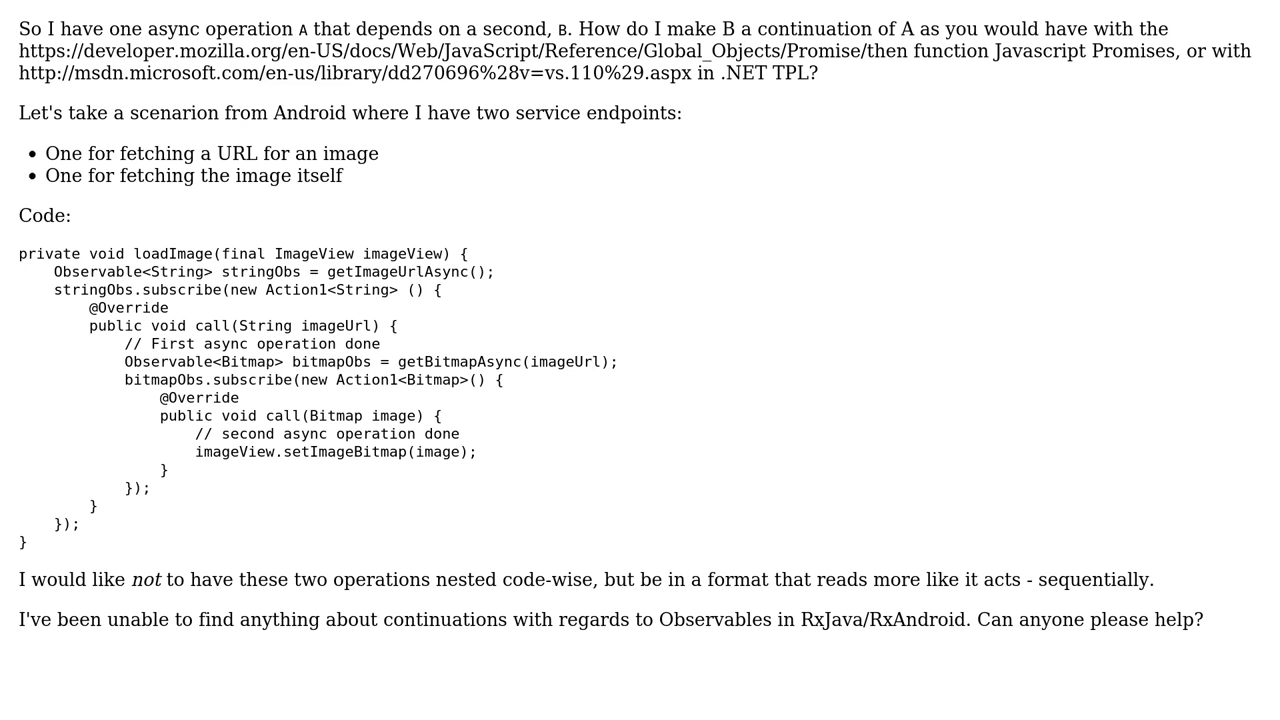 So I have one async operation A that depends on a second, B. How do I make B a continuation of A as you would have with the
https://developer.mozilla.org/en-US/docs/Web/JavaScript/Reference/Global_Objects/Promise/then function Javascript Promises, or with
http://msdn.microsoft.com/en-us/library/dd270696%28v=vs.110%29.aspx in .NET TPL?
Let's take a scenarion from Android where I have two service endpoints:
• One for fetching a URL for an image
• One for fetching the image itself
Code:
private void loadImage(final ImageView imageView) {
    Observable<String> stringObs = getImageUrlAsync();
    stringObs.subscribe(new Action1<String> () {
        @Override
        public void call(String imageUrl) {
            // First async operation done
            Observable<Bitmap> bitmapObs = getBitmapAsync(imageUrl);
            bitmapObs.subscribe(new Action1<Bitmap>() {
                @Override
                public void call(Bitmap image) {
                    // second async operation done
                    imageView.setImageBitmap(image);
                }
            });
        }
    });
}
I would like not to have these two operations nested code-wise, but be in a format that reads more like it acts - sequentially.
I've been unable to find anything about continuations with regards to Observables in RxJava/RxAndroid. Can anyone please help?